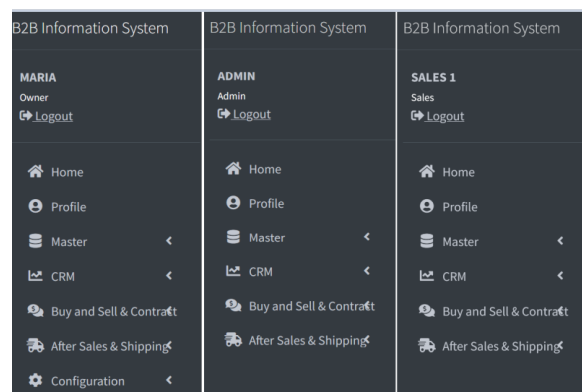 B2B Information System
MARIA
Owner
Logout
Home
Profile
Master
CRM
Buy and Sell & Contract
After Sales & Shipping
Configuration
B2B Information System
ADMIN
Admin
Logout
Home
Profile
Master
CRM
Buy and Sell & Contract
After Sales & Shipping
B2B Information System
SALES 1
Sales
Logout
Home
Profile
Master
CRM
Buy and Sell & Contract
After Sales & Shipping